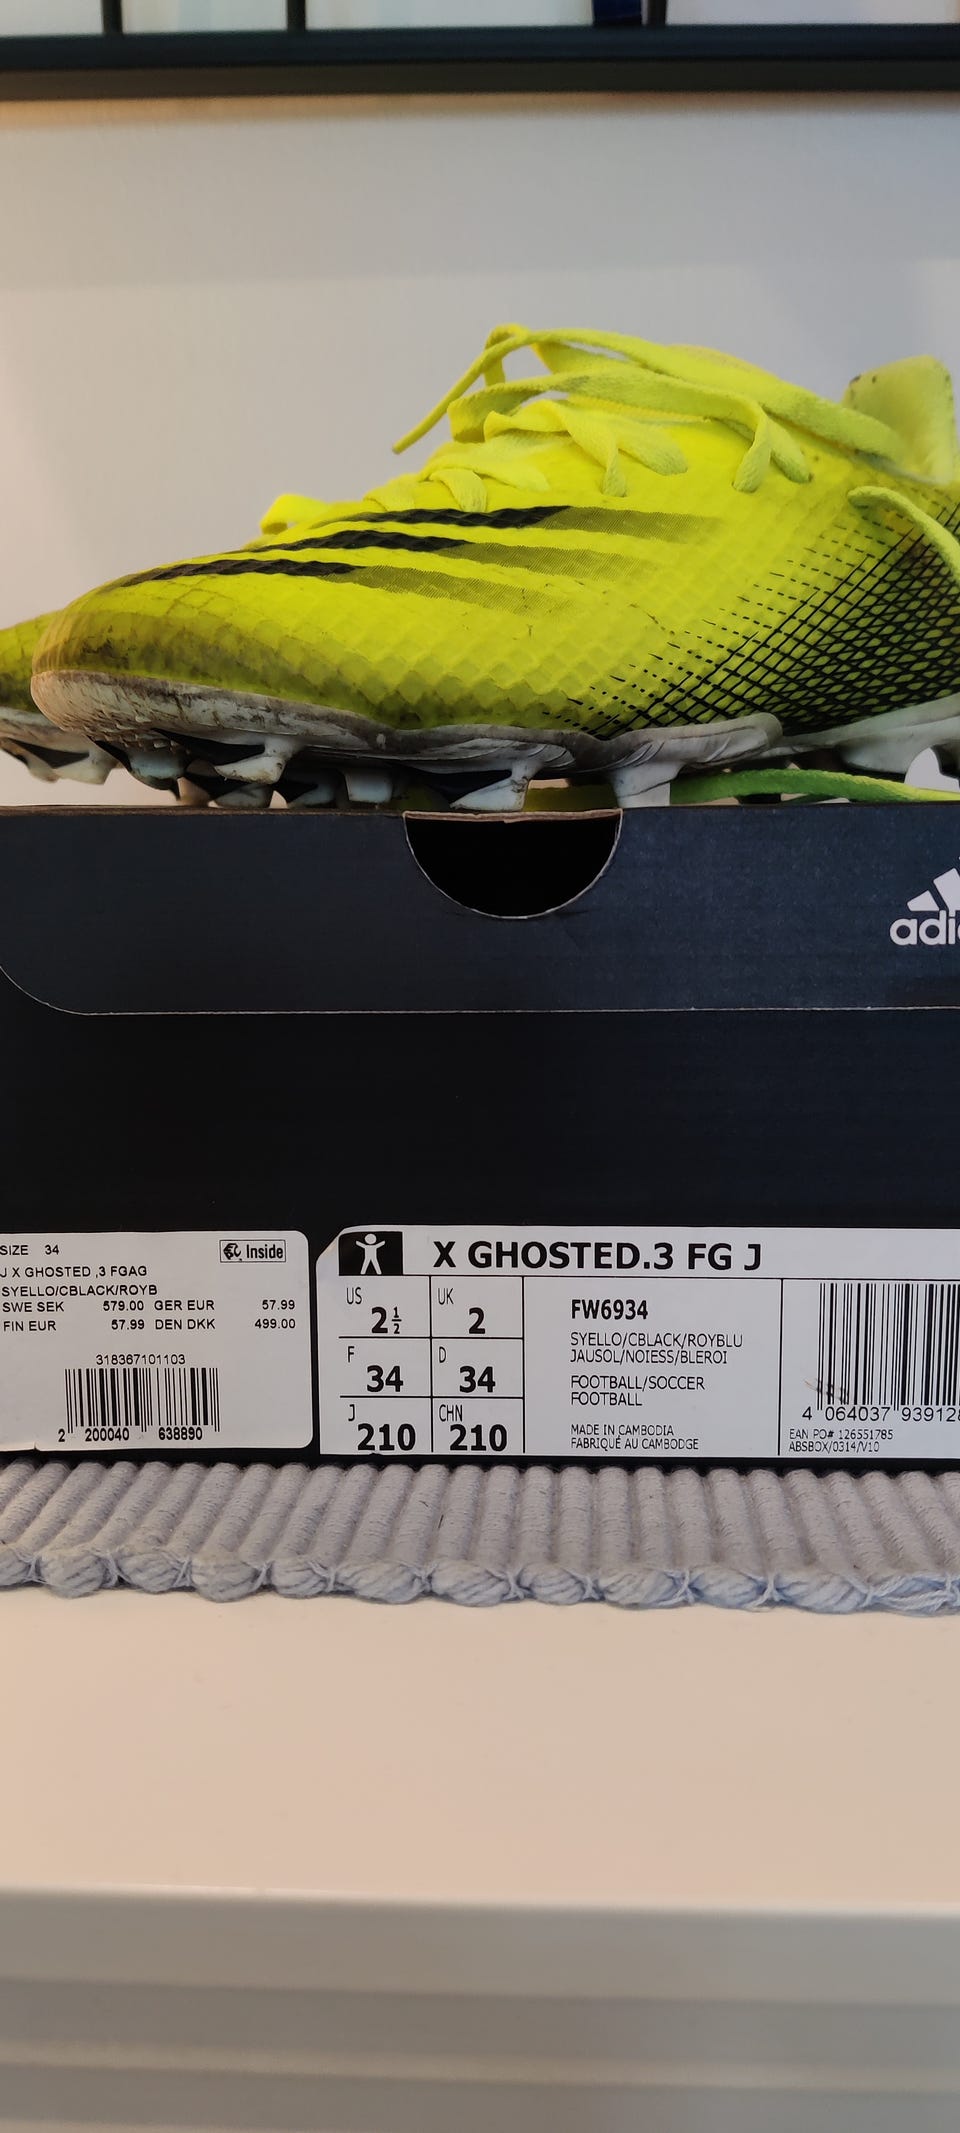 adi
SIZE 34
Inside
J X GHOSTED ,3 FGAG
SYELLO/CBLACK/ROYB
SWE SEK 579.00 GER EUR 57.99
FIN EUR 57.99 DEN DKK 499.00
318367101103
2 200040 638890
X GHOSTED.3 FG J
US 2 1/2
UK 2
F 34
D 34
J 210
CHN 210
FW6934
SYELLO/CBLACK/ROYBLU
JAUSOL/NOIESS/BLEROI
FOOTBALL/SOCCER
FOOTBALL
MADE IN CAMBODIA
FABRIQUÉ AU CAMBODGE
4 064037 939128
EAN PO# 126551785
ABSBOX/0314/V10